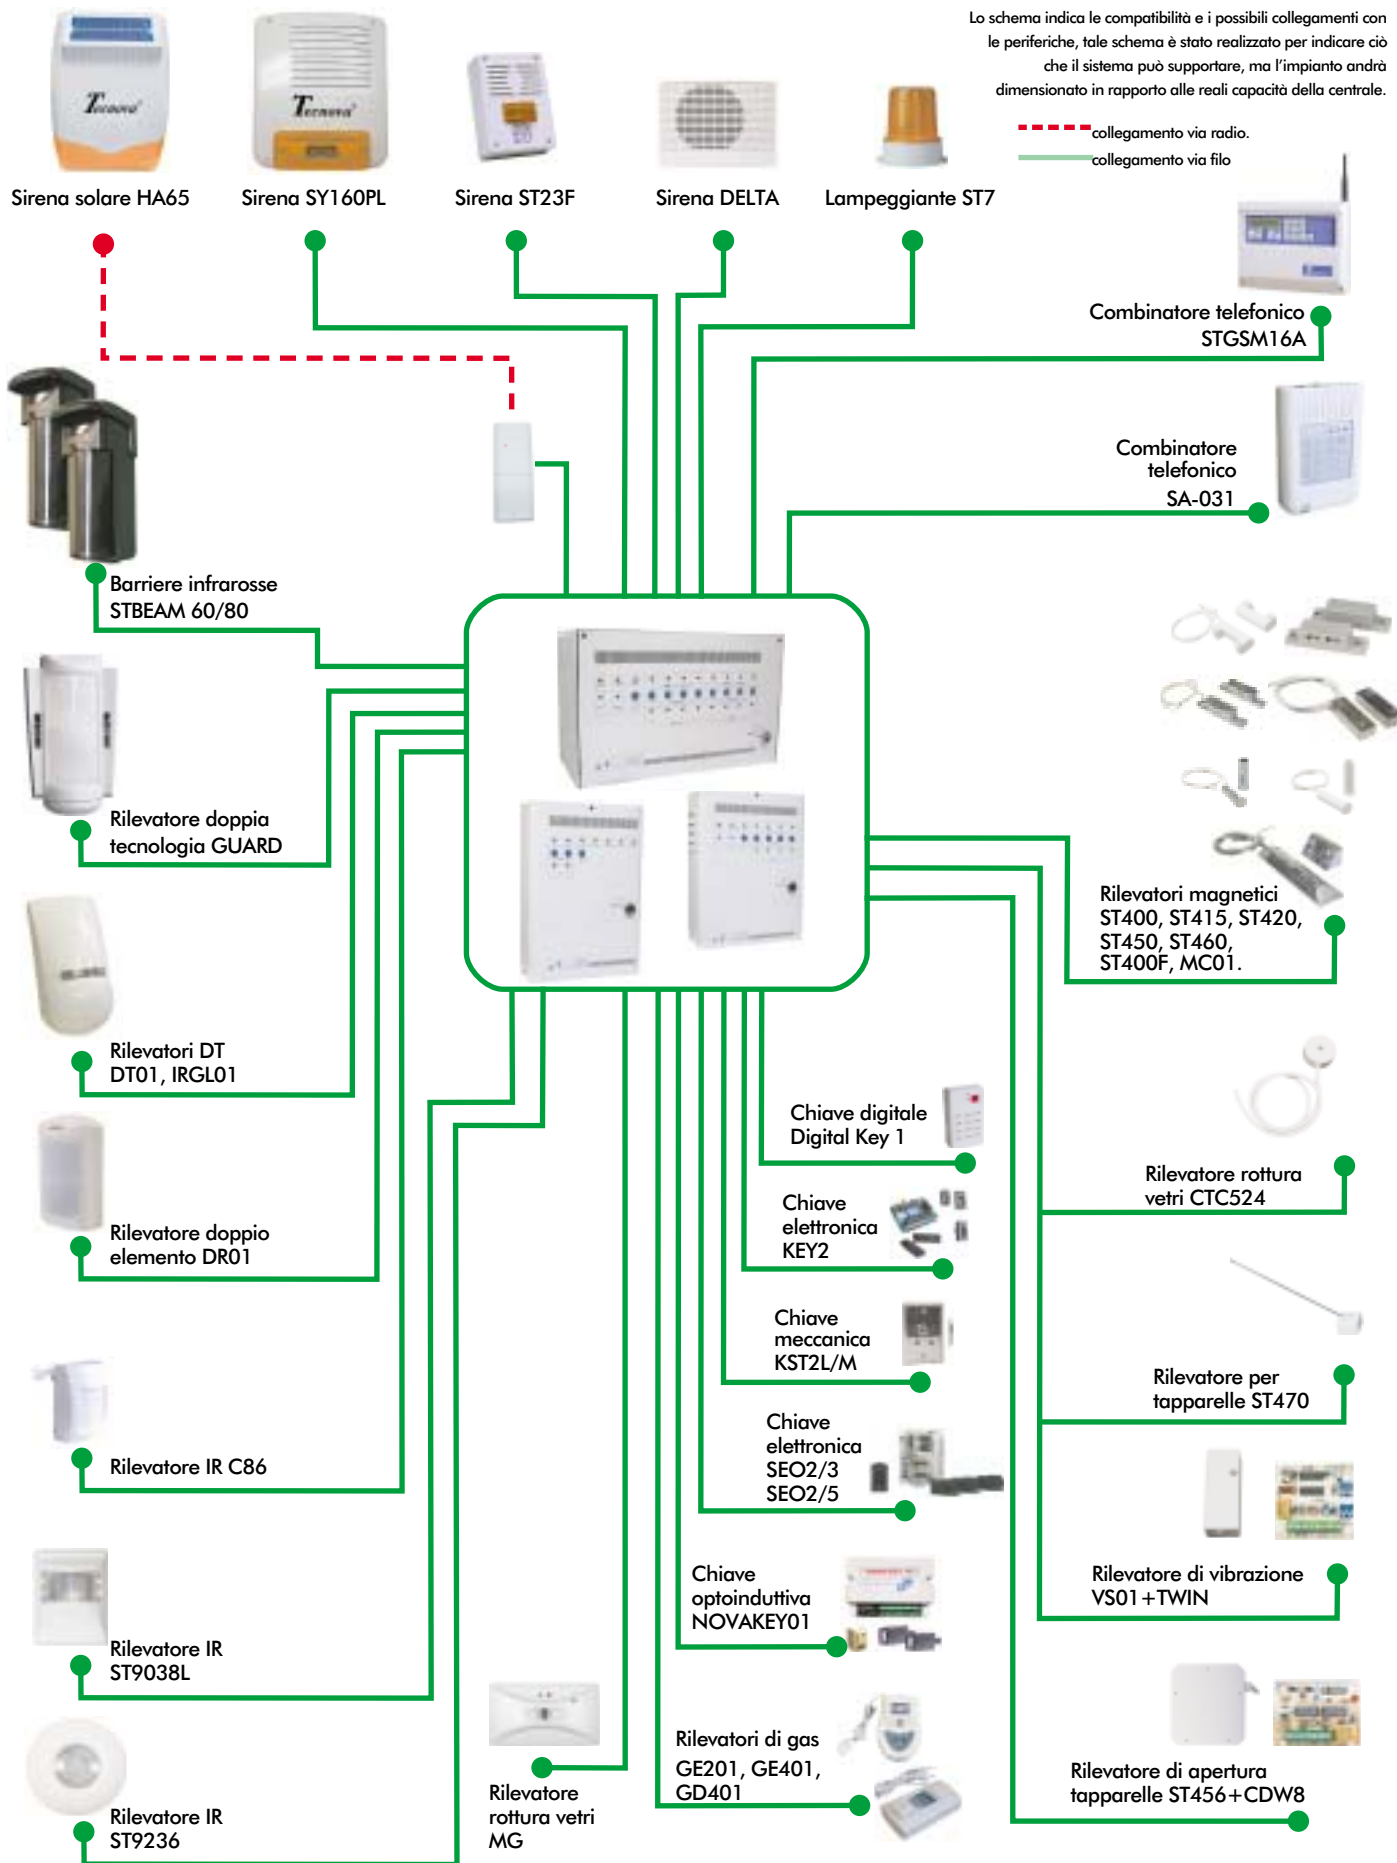 Lo schema indica le compatibilità e i possibili collegamenti con
le periferiche, tale schema è stato realizzato per indicare ciò
che il sistema può supportare, ma l'impianto andrà
dimensionato in rapporto alle reali capacità della centrale.
collegamento via radio.
collegamento via filo
Tecnova
Tecnova
Sirena solare HA65
Sirena SY160PL
Sirena ST23F
Sirena DELTA
Lampeggiante ST7
Combinatore telefonico
STGSM16A
Combinatore
telefonico
SA-031
Barriere infrarosse
STBEAM 60/80
Rilevatore doppia
tecnologia GUARD
Rilevatori magnetici
ST400, ST415, ST420,
ST450, ST460,
ST400F, MC01.
Rilevatori DT
DT01, IRGL01
Chiave digitale
Digital Key 1
Rilevatore rottura
vetri CTC524
Chiave
elettronica
KEY2
Rilevatore doppio
elemento DR01
Chiave
meccanica
KST2L/M
Rilevatore per
tapparelle ST470
Rilevatore IR C86
Chiave
elettronica
SEO2/3
SEO2/5
Chiave
optoinduttiva
NOVAKEY01
Rilevatore di vibrazione
VS01+TWIN
Rilevatore IR
ST9038L
Rilevatori di gas
GE201, GE401,
GD401
Rilevatore di apertura
tapparelle ST456+CDW8
Rilevatore
rottura vetri
MG
Rilevatore IR
ST9236